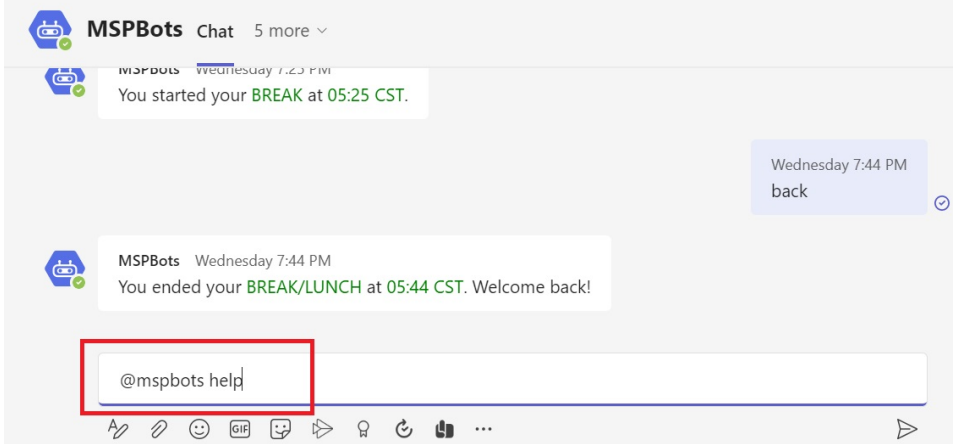 MSPBots Chat 5 more
MSPBots Wednesday 7:25 PM
You started your BREAK at 05:25 CST.
Wednesday 7:44 PM
back
MSPBots Wednesday 7:44 PM
You ended your BREAK/LUNCH at 05:44 CST. Welcome back!
@mspbots help
GIF